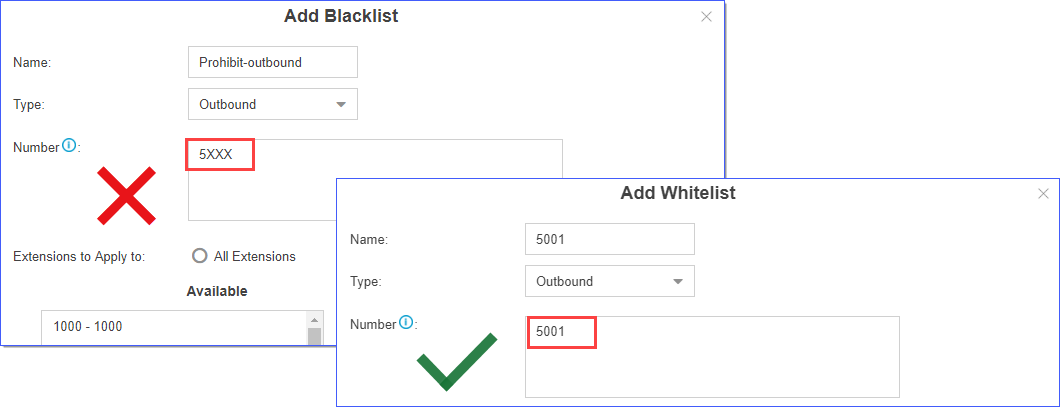 Add Blacklist
Name: Prohibit-outbound
Type: Outbound
Number : 5XXX
Extensions to Apply to: All Extensions
Available
1000 - 1000
Add Whitelist
Name: 5001
Type: Outbound
Number : 5001